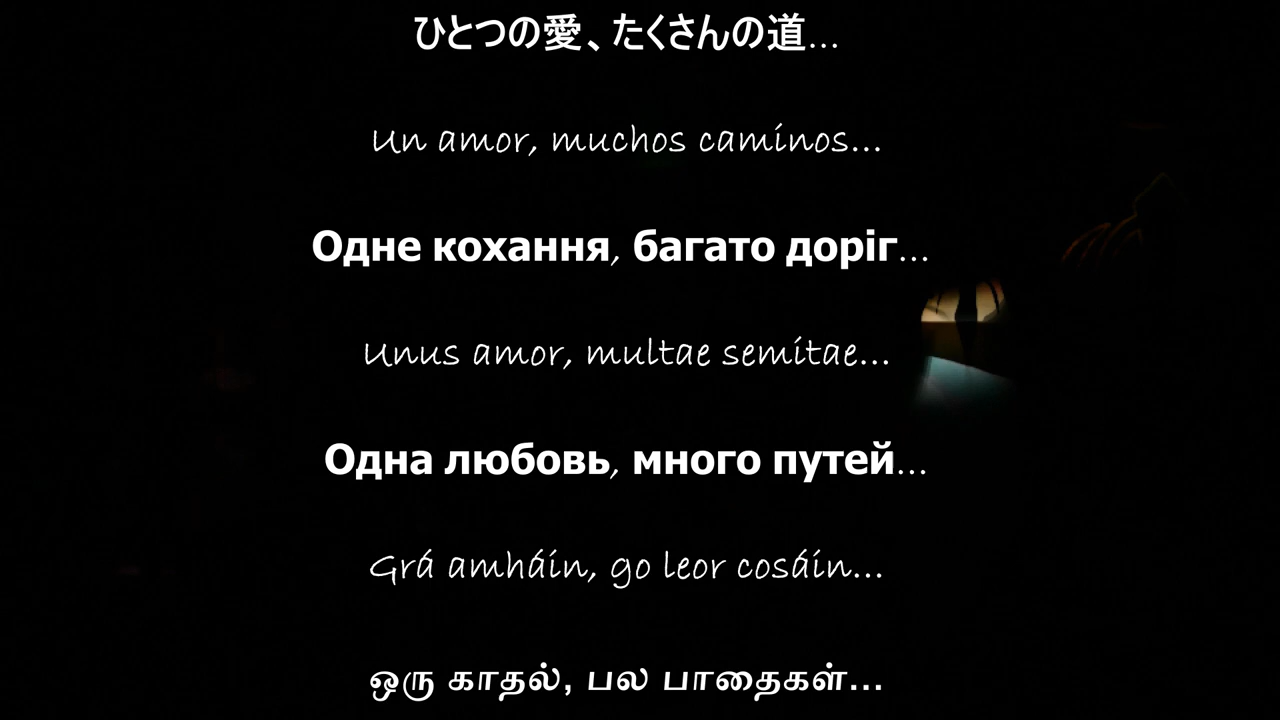 ひとつの愛、たくさんの道...
Un amor, muchos caminos...
Одне кохання, багато доріг...
Unus amor, multae semitae...
Одна любовь, много путей...
Grá amháin, go leor cosáin...
ஒரு காதல், பல பாதைகள்...